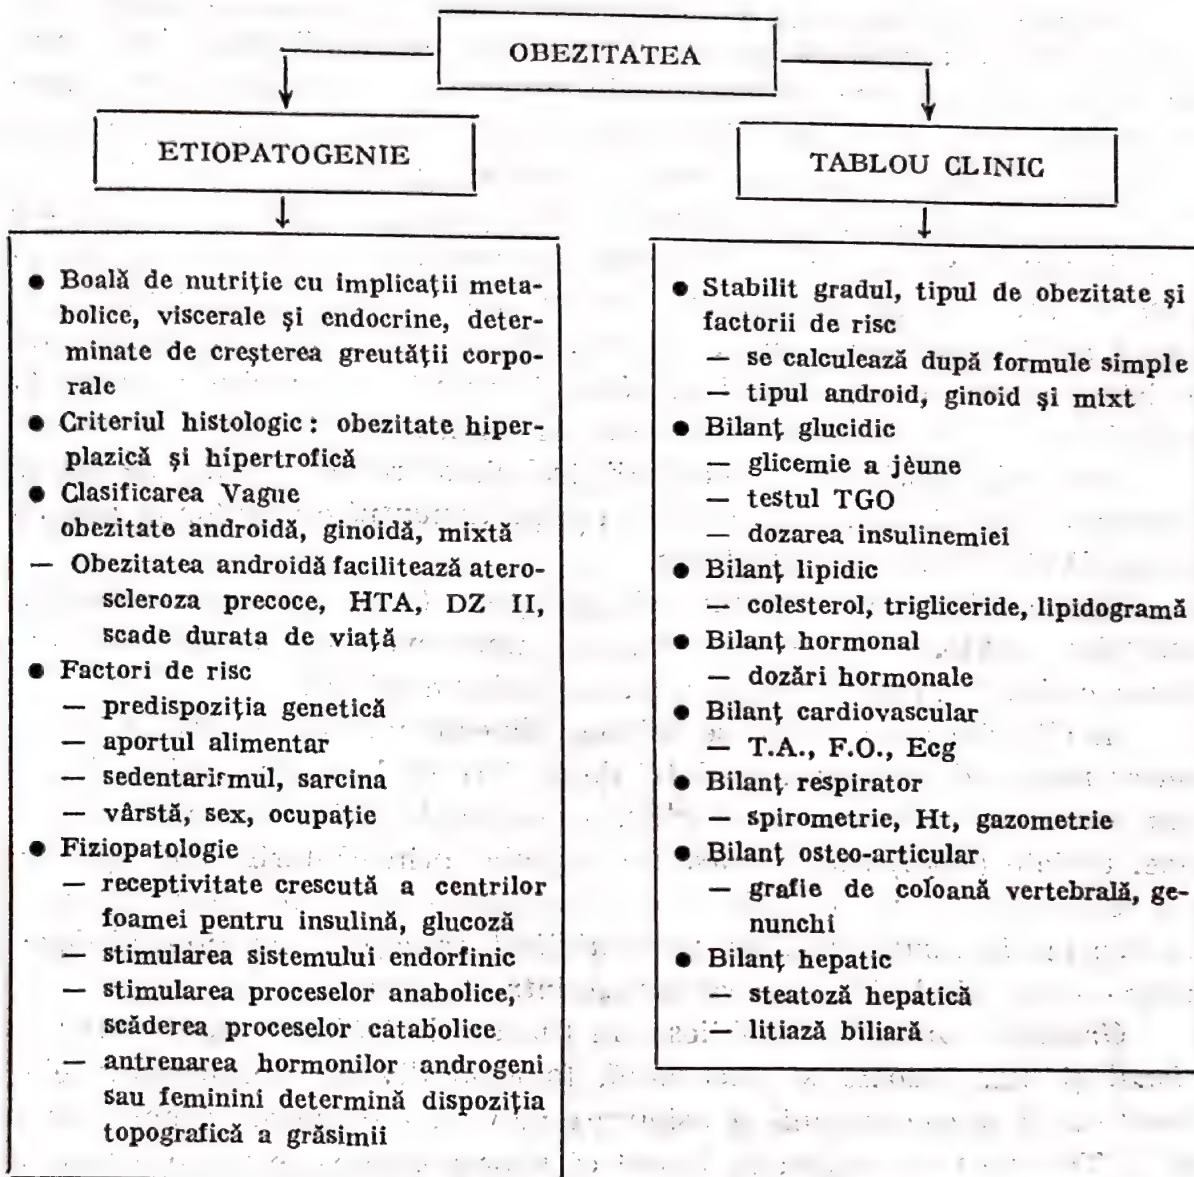 OBEZITATEA
ETIOPATOGENIE
● Boală de nutriție cu implicații meta-
bolice, viscerale și endocrine, deter-
minate de creșterea greutății corpo-
rale
● Criteriul histologic : obezitate hiper-
plazică și hipertrofică
● Clasificarea Vague
obezitate androidă, ginoidă, mixtă
— Obezitatea androidă facilitează atero-
scleroza precoce, HTA, DZ II,
scade durata de viață
● Factori de risc
— predispoziția genetică
— aportul alimentar
— sedentarismul, sarcina
— vârstă, sex, ocupație
● Fiziopatologie
— receptivitate crescută a centrilor
foamei pentru insulină, glucoză
— stimularea sistemului endorfinic
— stimularea proceselor anabolice,
scăderea proceselor catabolice
— antrenarea hormonilor androgeni
sau feminini determină dispoziția
topografică a grăsimii
TABLOU CLINIC
● Stabilit gradul, tipul de obezitate și
factorii de risc
— se calculează după formule simple
— tipul android, ginoid și mixt
● Bilanț glucidic
— glicemie a jèune
— testul TGO
— dozarea insulinemiei
● Bilanț lipidic
— colesterol, trigliceride, lipidogramă
● Bilanț hormonal
— dozări hormonale
● Bilanț cardiovascular
— T.A., F.O., Ecg
● Bilanț respirator
— spirometrie, Ht, gazometrie
● Bilanț osteo-articular
— grafie de coloană vertebrală, ge-
nunchi
● Bilanț hepatic
— steatoză hepatică
— litiază biliară